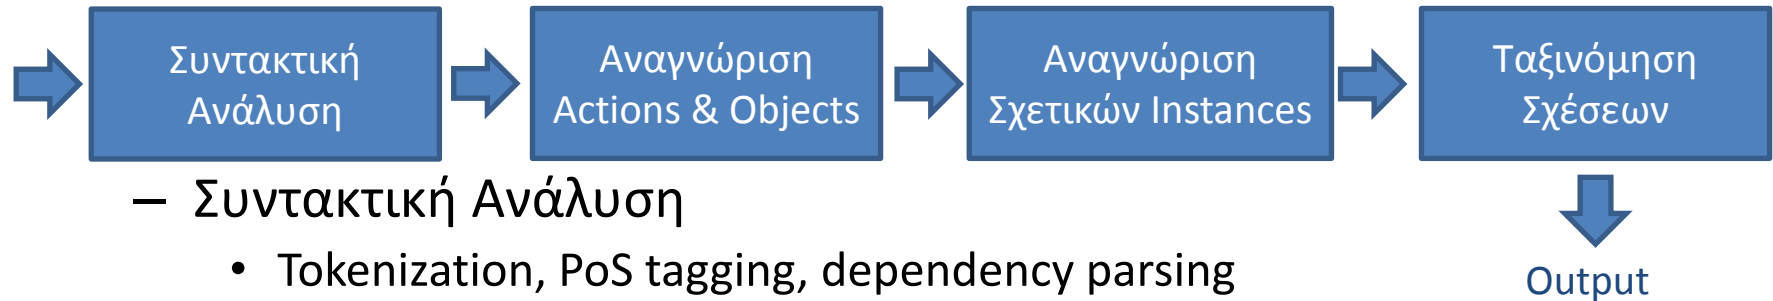 Συντακτική
Ανάλυση
Αναγνώριση
Actions & Objects
Αναγνώριση
Σχετικών Instances
Ταξινόμηση
Σχέσεων
– Συντακτική Ανάλυση
• Tokenization, PoS tagging, dependency parsing
Output